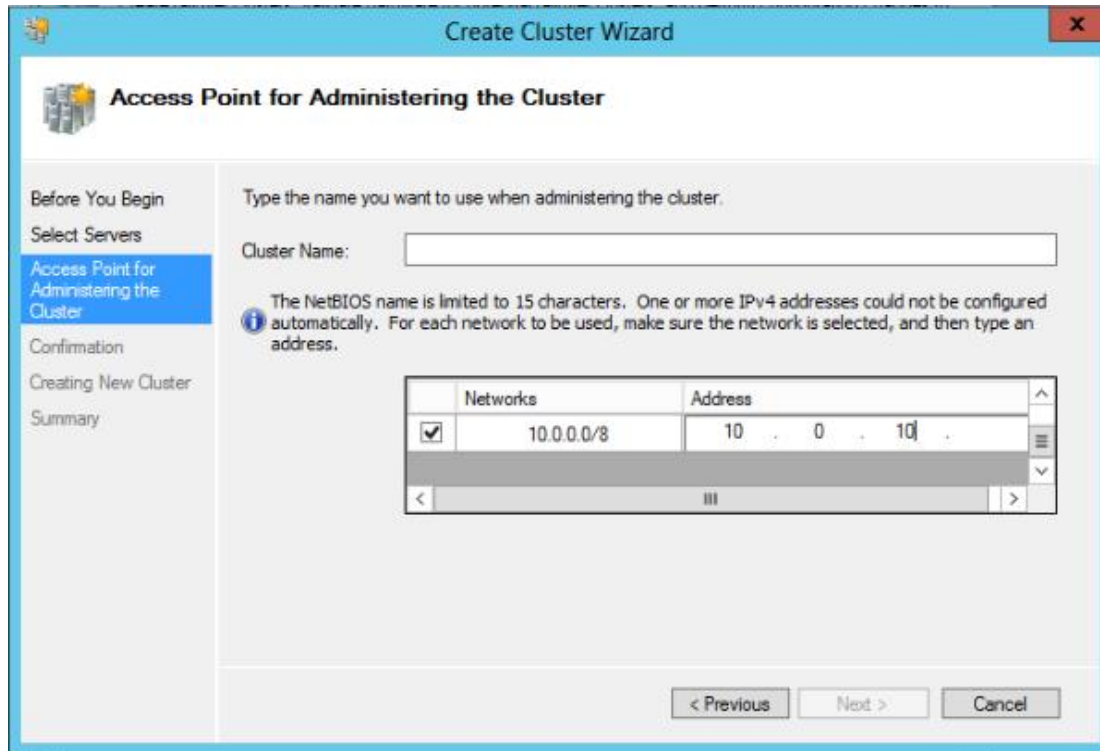 Create Cluster Wizard
x
Access Point for Administering the Cluster
Before You Begin
Select Servers
Access Point for
Administering the
Cluster
Confirmation
Creating New Cluster
Summary
Type the name you want to use when administering the cluster.
Cluster Name:
The NetBIOS name is limited to 15 characters. One or more IPv4 addresses could not be configured
automatically. For each network to be used, make sure the network is selected, and then type an
address.
Networks Address
10.0.0.0/8 10 . 0 . 10 .
< Previous Next > Cancel